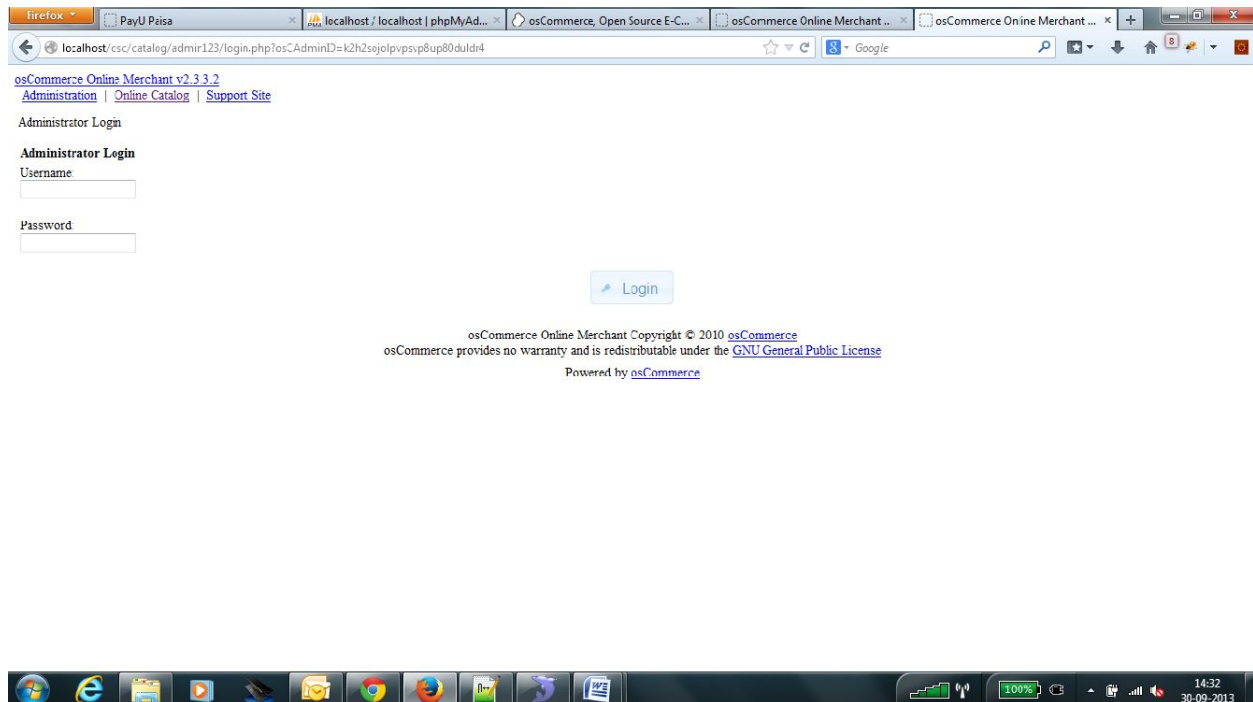 Firefox
PayU Paisa
localhost / localhost | phpMyAd...
osCommerce, Open Source E-C...
osCommerce Online Merchant ...
osCommerce Online Merchant ...
localhost/csc/catalog/admin123/login.php?osCAdminID=k2h2sojolpvpsvp8up80duldr4
Google
8
osCommerce Online Merchant v2.3.3.2
Administration | Online Catalog | Support Site
Administrator Login
Administrator Login
Username:
Password:
Login
osCommerce Online Merchant Copyright © 2010 osCommerce
osCommerce provides no warranty and is redistributable under the GNU General Public License
Powered by osCommerce
100%
14:32
30-09-2013